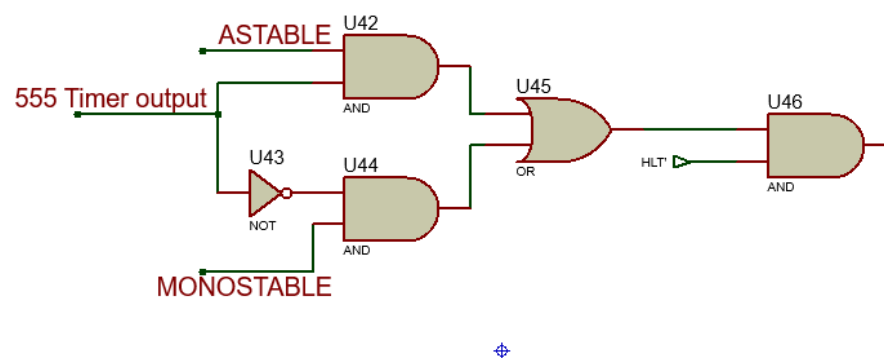 U42
ASTABLE
AND
555 Timer output
U45
OR
U46
HLT'
AND
U43
NOT
U44
AND
MONOSTABLE